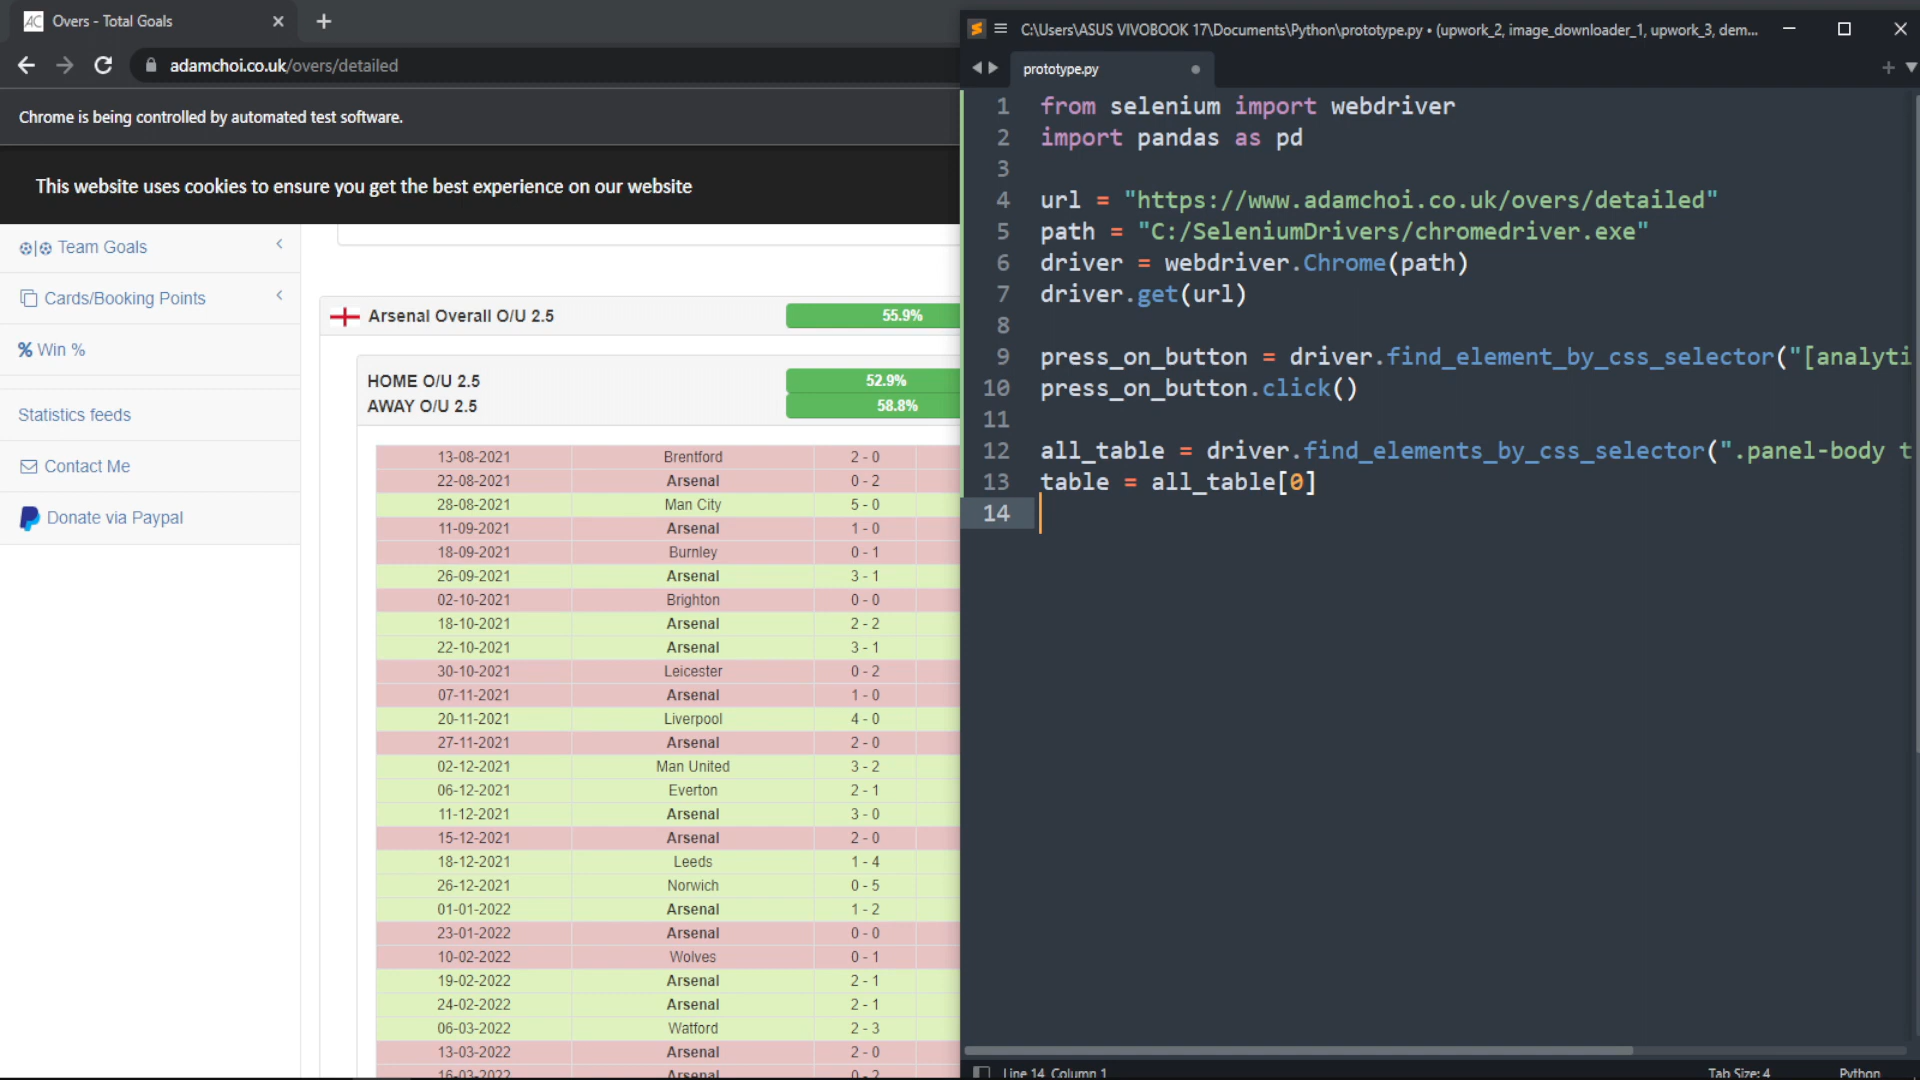 AC Overs - Total Goals
adamchoi.co.uk/overs/detailed
Chrome is being controlled by automated test software.
This website uses cookies to ensure you get the best experience on our website
Team Goals
Cards/Booking Points
% Win %
Statistics feeds
Contact Me
Donate via Paypal
Arsenal Overall O/U 2.5 55.9%
HOME O/U 2.5 52.9%
AWAY O/U 2.5 58.8%
13-08-2021 Brentford 2 - 0
22-08-2021 Arsenal 0 - 2
28-08-2021 Man City 5 - 0
11-09-2021 Arsenal 1 - 0
18-09-2021 Burnley 0 - 1
26-09-2021 Arsenal 3 - 1
02-10-2021 Brighton 0 - 0
18-10-2021 Arsenal 2 - 2
22-10-2021 Arsenal 3 - 1
30-10-2021 Leicester 0 - 2
07-11-2021 Arsenal 1 - 0
20-11-2021 Liverpool 4 - 0
27-11-2021 Arsenal 2 - 0
02-12-2021 Man United 3 - 2
06-12-2021 Everton 2 - 1
11-12-2021 Arsenal 3 - 0
15-12-2021 Arsenal 2 - 0
18-12-2021 Leeds 1 - 4
26-12-2021 Norwich 0 - 5
01-01-2022 Arsenal 1 - 2
23-01-2022 Arsenal 0 - 0
10-02-2022 Wolves 0 - 1
19-02-2022 Arsenal 2 - 1
24-02-2022 Arsenal 2 - 1
06-03-2022 Watford 2 - 3
13-03-2022 Arsenal 2 - 0
16-03-2022 Arsenal 0 - 2
C:\Users\ASUS VIVOBOOK 17\Documents\Python\prototype.py • (upwork_2, image_downloader_1, upwork_3, dem...
prototype.py
1 from selenium import webdriver
2 import pandas as pd
3
4 url = "https://www.adamchoi.co.uk/overs/detailed"
5 path = "C:/SeleniumDrivers/chromedriver.exe"
6 driver = webdriver.Chrome(path)
7 driver.get(url)
8
9 press_on_button = driver.find_element_by_css_selector("[analyti
10 press_on_button.click()
11
12 all_table = driver.find_elements_by_css_selector(".panel-body t
13 table = all_table[0]
14
Line 14, Column 1 Tab Size: 4 Python